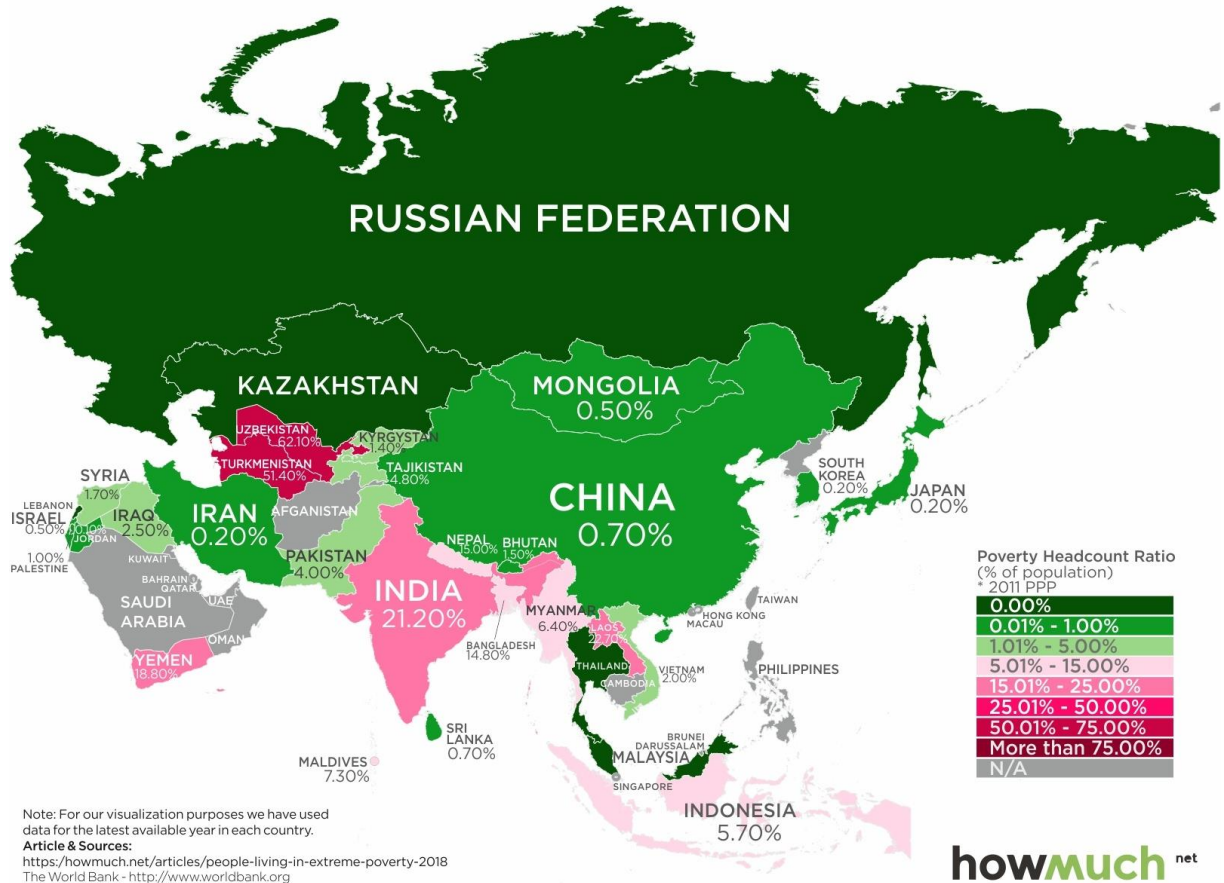 RUSSIAN FEDERATION
KAZAKHSTAN
MONGOLIA
0.50%
UZBEKISTAN
62.10%
KYRGYSTAN
1.40%
TURKMENISTAN
51.40%
TAJIKISTAN
4.80%
SYRIA
1.70%
LEBANON
ISRAEL
0.50%
0.10%
JORDAN
IRAQ
2.50%
IRAN
0.20%
AFGHANISTAN
CHINA
0.70%
SOUTH
KOREA
0.20%
JAPAN
0.20%
1.00%
PALESTINE
KUWAIT
BAHRAIN
QATAR
UAE
SAUDI
ARABIA
OMAN
YEMEN
18.80%
PAKISTAN
4.00%
NEPAL
15.00%
BHUTAN
1.50%
INDIA
21.20%
BANGLADESH
14.80%
MYANMAR
6.40%
LAOS
22.70%
THAILAND
CAMBODIA
VIETNAM
2.00%
HONG KONG
MACAU
TAIWAN
PHILIPPINES
SRI
LANKA
0.70%
MALDIVES
7.30%
BRUNEI
DARUSSALAM
MALAYSIA
SINGAPORE
INDONESIA
5.70%
Poverty Headcount Ratio
(% of population)
* 2011 PPP
0.00%
0.01% - 1.00%
1.01% - 5.00%
5.01% - 15.00%
15.01% - 25.00%
25.01% - 50.00%
50.01% - 75.00%
More than 75.00%
N/A
Note: For our visualization purposes we have used
data for the latest available year in each country.
Article & Sources:
https:/howmuch.net/articles/people-living-in-extreme-poverty-2018
The World Bank - http://www.worldbank.org
howmuch net